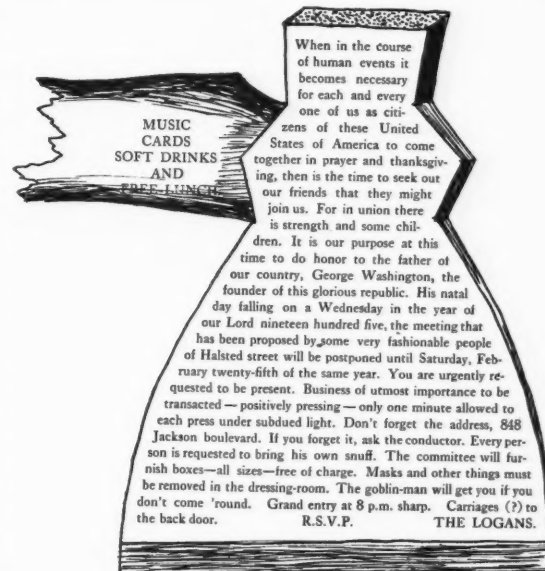 MUSIC
CARDS
SOFT DRINKS
AND
FREE LUNCH
When in the course
of human events it
becomes necessary
for each and every
one of us as citi-
zens of these United
States of America to come
together in prayer and thanksgiv-
ing, then is the time to seek out
our friends that they might
join us. For in union there
is strength and some chil-
dren. It is our purpose at this
time to do honor to the father of
our country, George Washington, the
founder of this glorious republic. His natal
day falling on a Wednesday in the year of
our Lord nineteen hundred five, the meeting that
has been proposed by some very fashionable people
of Halsted street will be postponed until Saturday, Feb-
ruary twenty-fifth of the same year. You are urgently re-
quested to be present. Business of utmost importance to be
transacted — positively pressing — only one minute allowed to
each press under subdued light. Don't forget the address, 848
Jackson boulevard. If you forget it, ask the conductor. Every per-
son is requested to bring his own snuff. The committee will fur-
nish boxes—all sizes—free of charge. Masks and other things must
be removed in the dressing-room. The goblin-man will get you if you
don't come 'round. Grand entry at 8 p.m. sharp. Carriages (?) to
the back door. R.S.V.P. THE LOGANS.